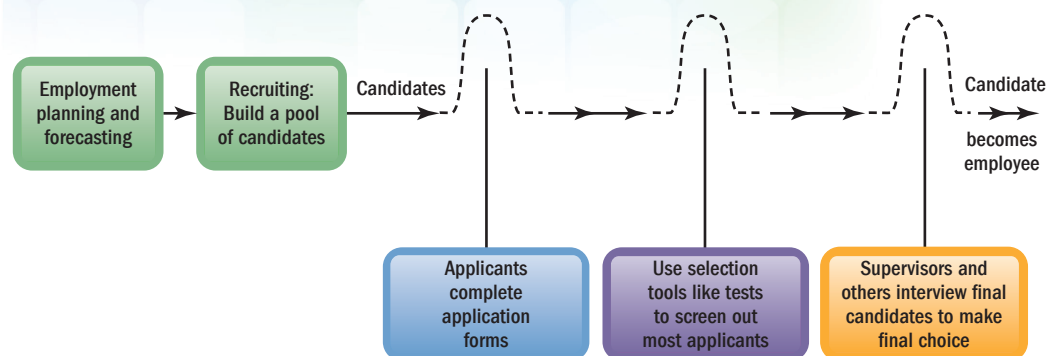 Employment
planning and
forecasting
Recruiting:
Build a pool
of candidates
Candidates
Candidate
becomes
employee
Applicants
complete
application
forms
Use selection
tools like tests
to screen out
most applicants
Supervisors and
others interview final
candidates to make
final choice